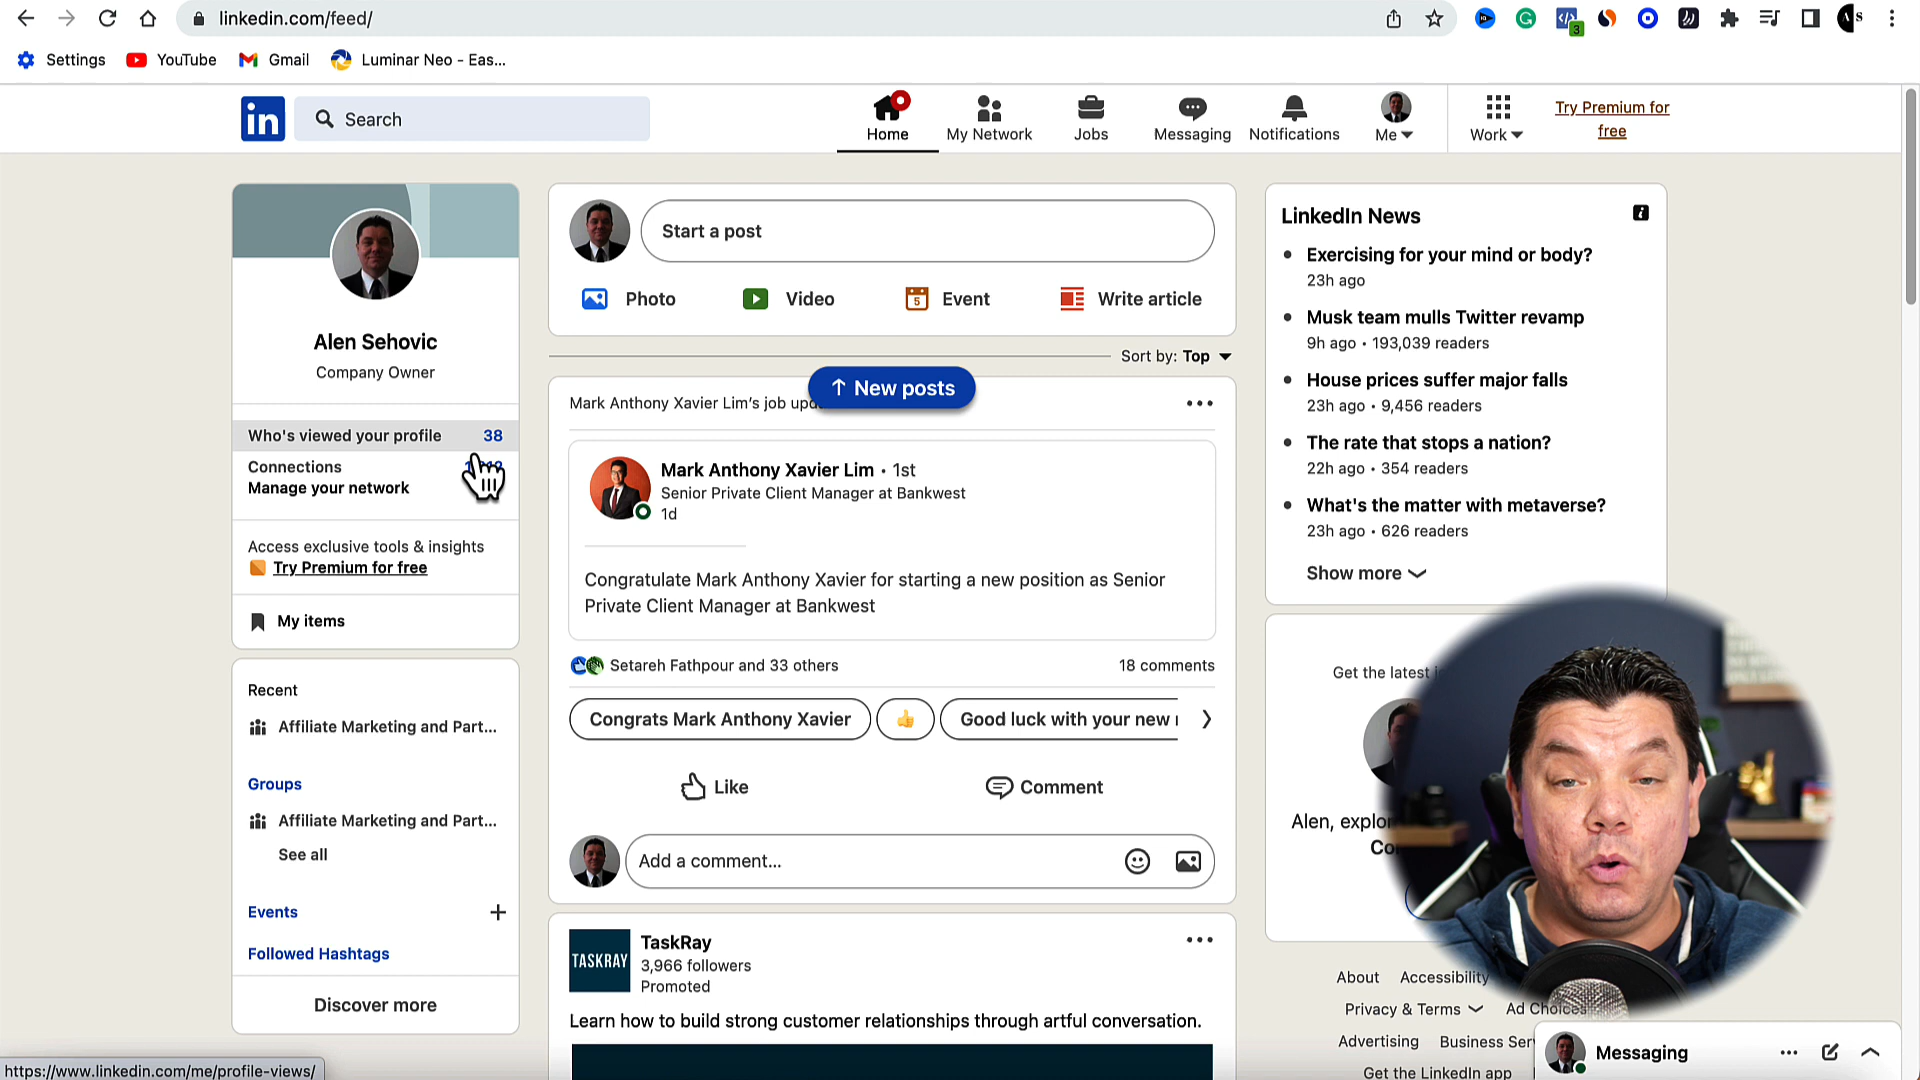 linkedin.com/feed/
3
Settings
YouTube
Gmail
Luminar Neo - Eas...
in
Search
Home
My Network
Jobs
Messaging
Notifications
Me
Work
Try Premium for
free
Alen Sehovic
Company Owner
Who's viewed your profile
38
Connections
Manage your network
Access exclusive tools & insights
Try Premium for free
My items
Recent
Affiliate Marketing and Part...
Groups
Affiliate Marketing and Part...
See all
Events
Followed Hashtags
Discover more
Start a post
Photo
Video
5
Event
Write article
Sort by: Top
New posts
Mark Anthony Xavier Lim's job
Mark Anthony Xavier Lim • 1st
Senior Private Client Manager at Bankwest
1d
Congratulate Mark Anthony Xavier for starting a new position as Senior
Private Client Manager at Bankwest
Setareh Fathpour and 33 others
18 comments
Congrats Mark Anthony Xavier
Good luck with your new
Like
Comment
Add a comment...
TASKRAY
TaskRay
3,966 followers
Promoted
Learn how to build strong customer relationships through artful conversation.
LinkedIn News
Exercising for your mind or body?
23h ago
Musk team mulls Twitter revamp
9h ago • 193,039 readers
House prices suffer major falls
23h ago • 9,456 readers
The rate that stops a nation?
22h ago • 354 readers
What's the matter with metaverse?
23h ago • 626 readers
Show more
Get the latest
Alen,
About
Accessibility
Privacy & Terms
Ad Choices
Advertising
Business
Get the LinkedIn app
Messaging
https://www.linkedin.com/me/profile-views/